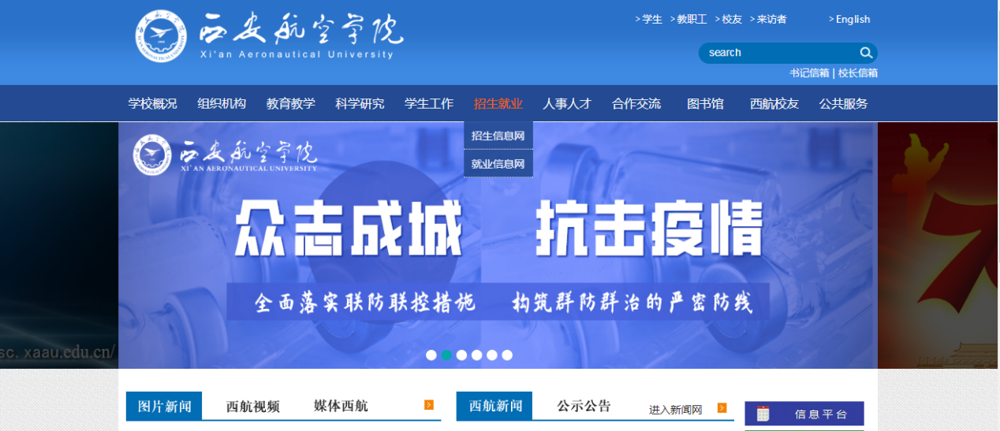 西安航空学院
Xi'an Aeronautical University
>学生 >教职工 >校友 >来访者 >English
search
书记信箱 | 校长信箱
学校概况 组织机构 教育教学 科学研究 学生工作 招生就业 人事人才 合作交流 图书馆 西航校友 公共服务
招生信息网
就业信息网
西安航空学院
XI'AN AERONAUTICAL UNIVERSITY
众志成城 抗击疫情
全面落实联防联控措施 构筑群防群治的严密防线
sc. xaau.edu.cn/
图片新闻 西航视频 媒体西航
西航新闻 公示公告 进入新闻网
信息平台